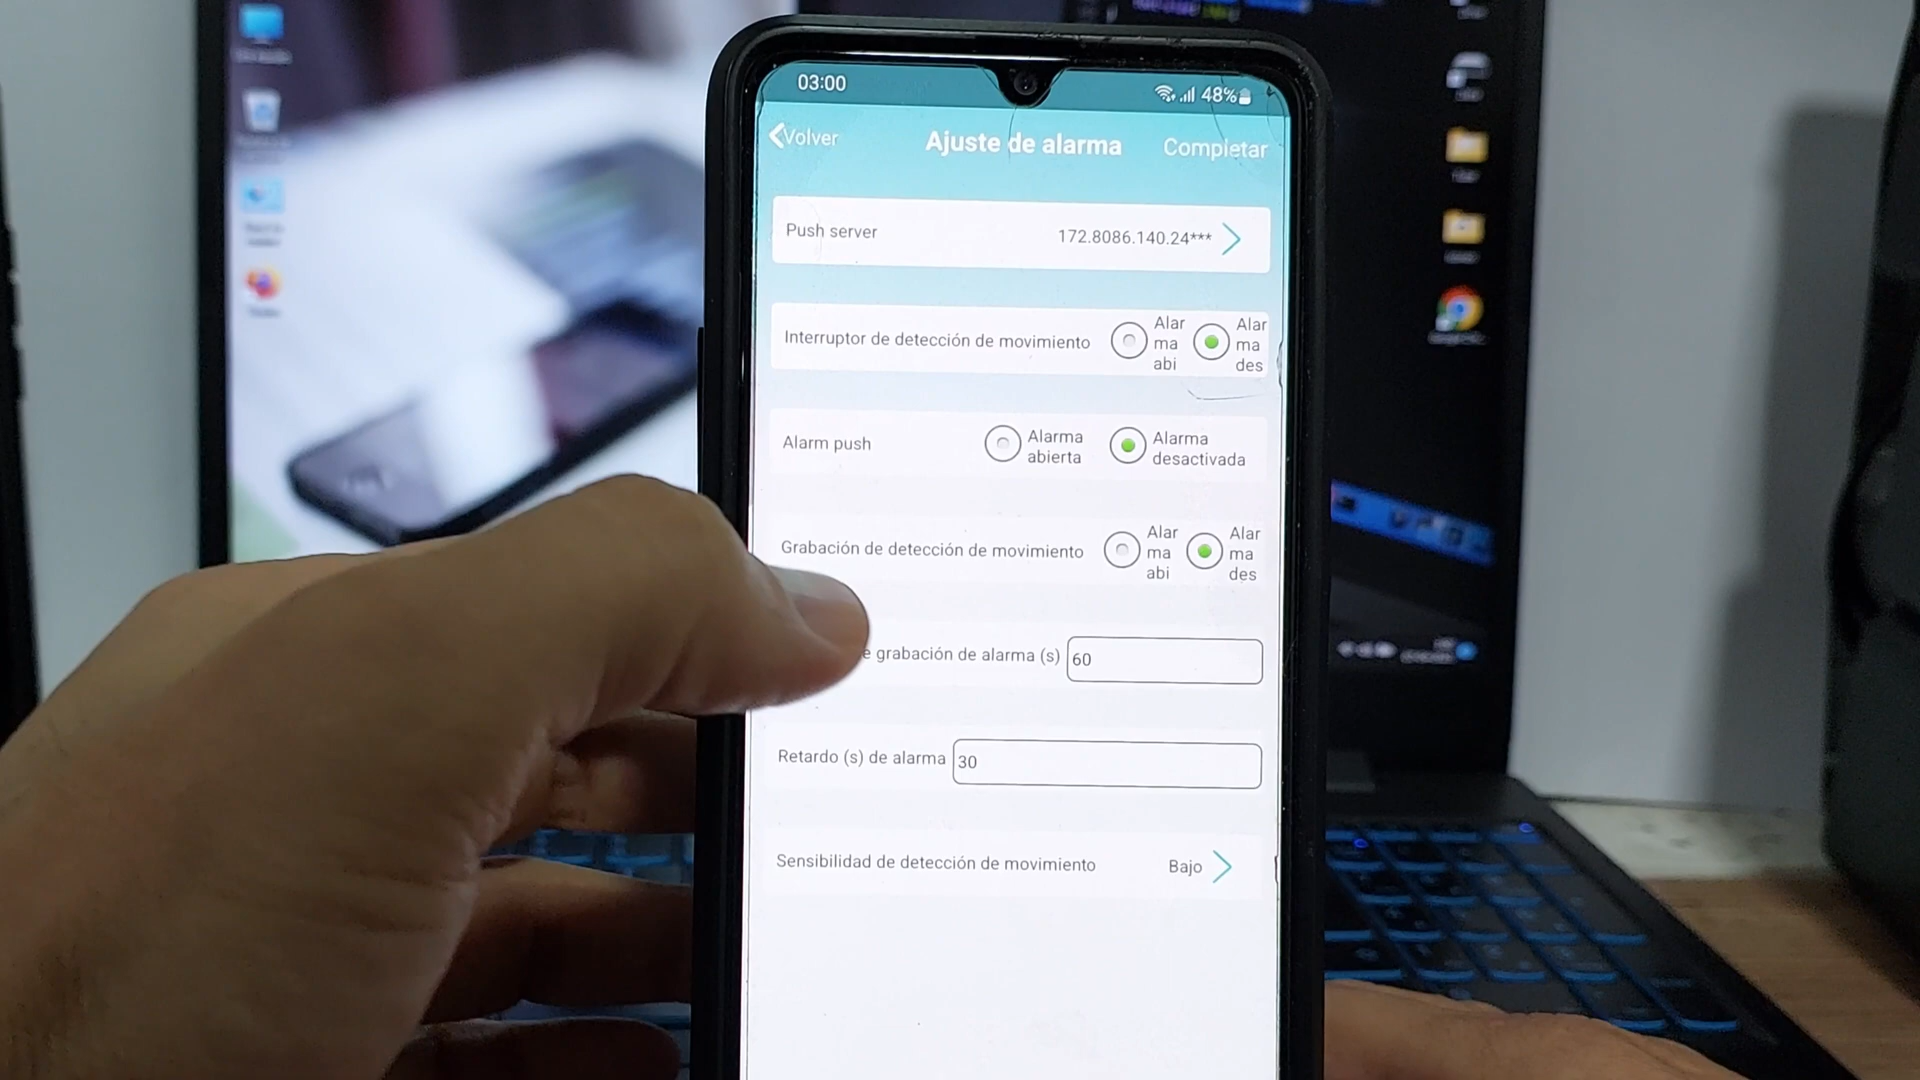 03:00
48%
Volver
Ajuste de alarma
Completar
Push server
172.8086.140.24***
Interruptor de detección de movimiento
Alar
ma
abi
Alar
ma
des
Alarm push
Alarma
abierta
Alarma
desactivada
Grabación de detección de movimiento
Alar
ma
abi
Alar
ma
des
e grabación de alarma (s)
60
Retardo (s) de alarma
30
Sensibilidad de detección de movimiento
Bajo